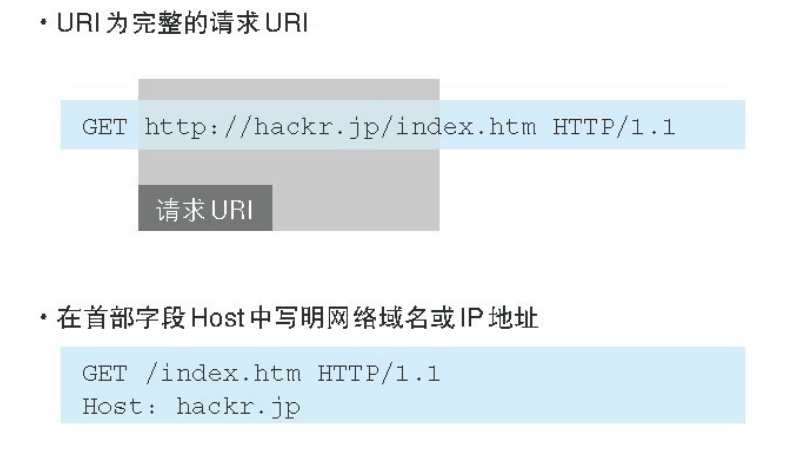 ・URI为完整的请求URI
GET http://hackr.jp/index.htm HTTP/1.1
请求URI
・在首部字段Host中写明网络域名或IP地址
GET /index.htm HTTP/1.1
Host: hackr.jp